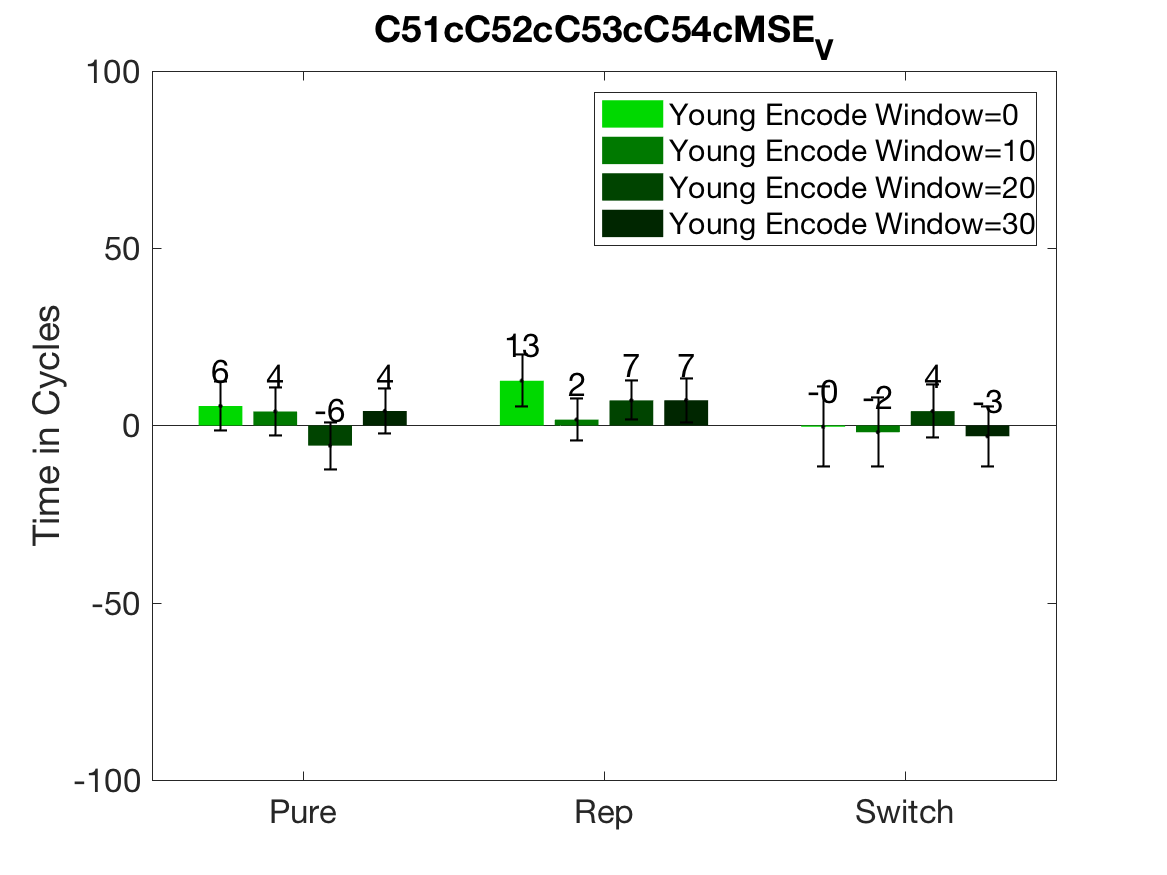 C51cC52cC53cC54cMSEv
100
50
0
-50
-100
Time in Cycles
Young Encode Window=0
Young Encode Window=10
Young Encode Window=20
Young Encode Window=30
6 4 -6 4
13 2 7 7
-0 -2 4 -3
Pure Rep Switch